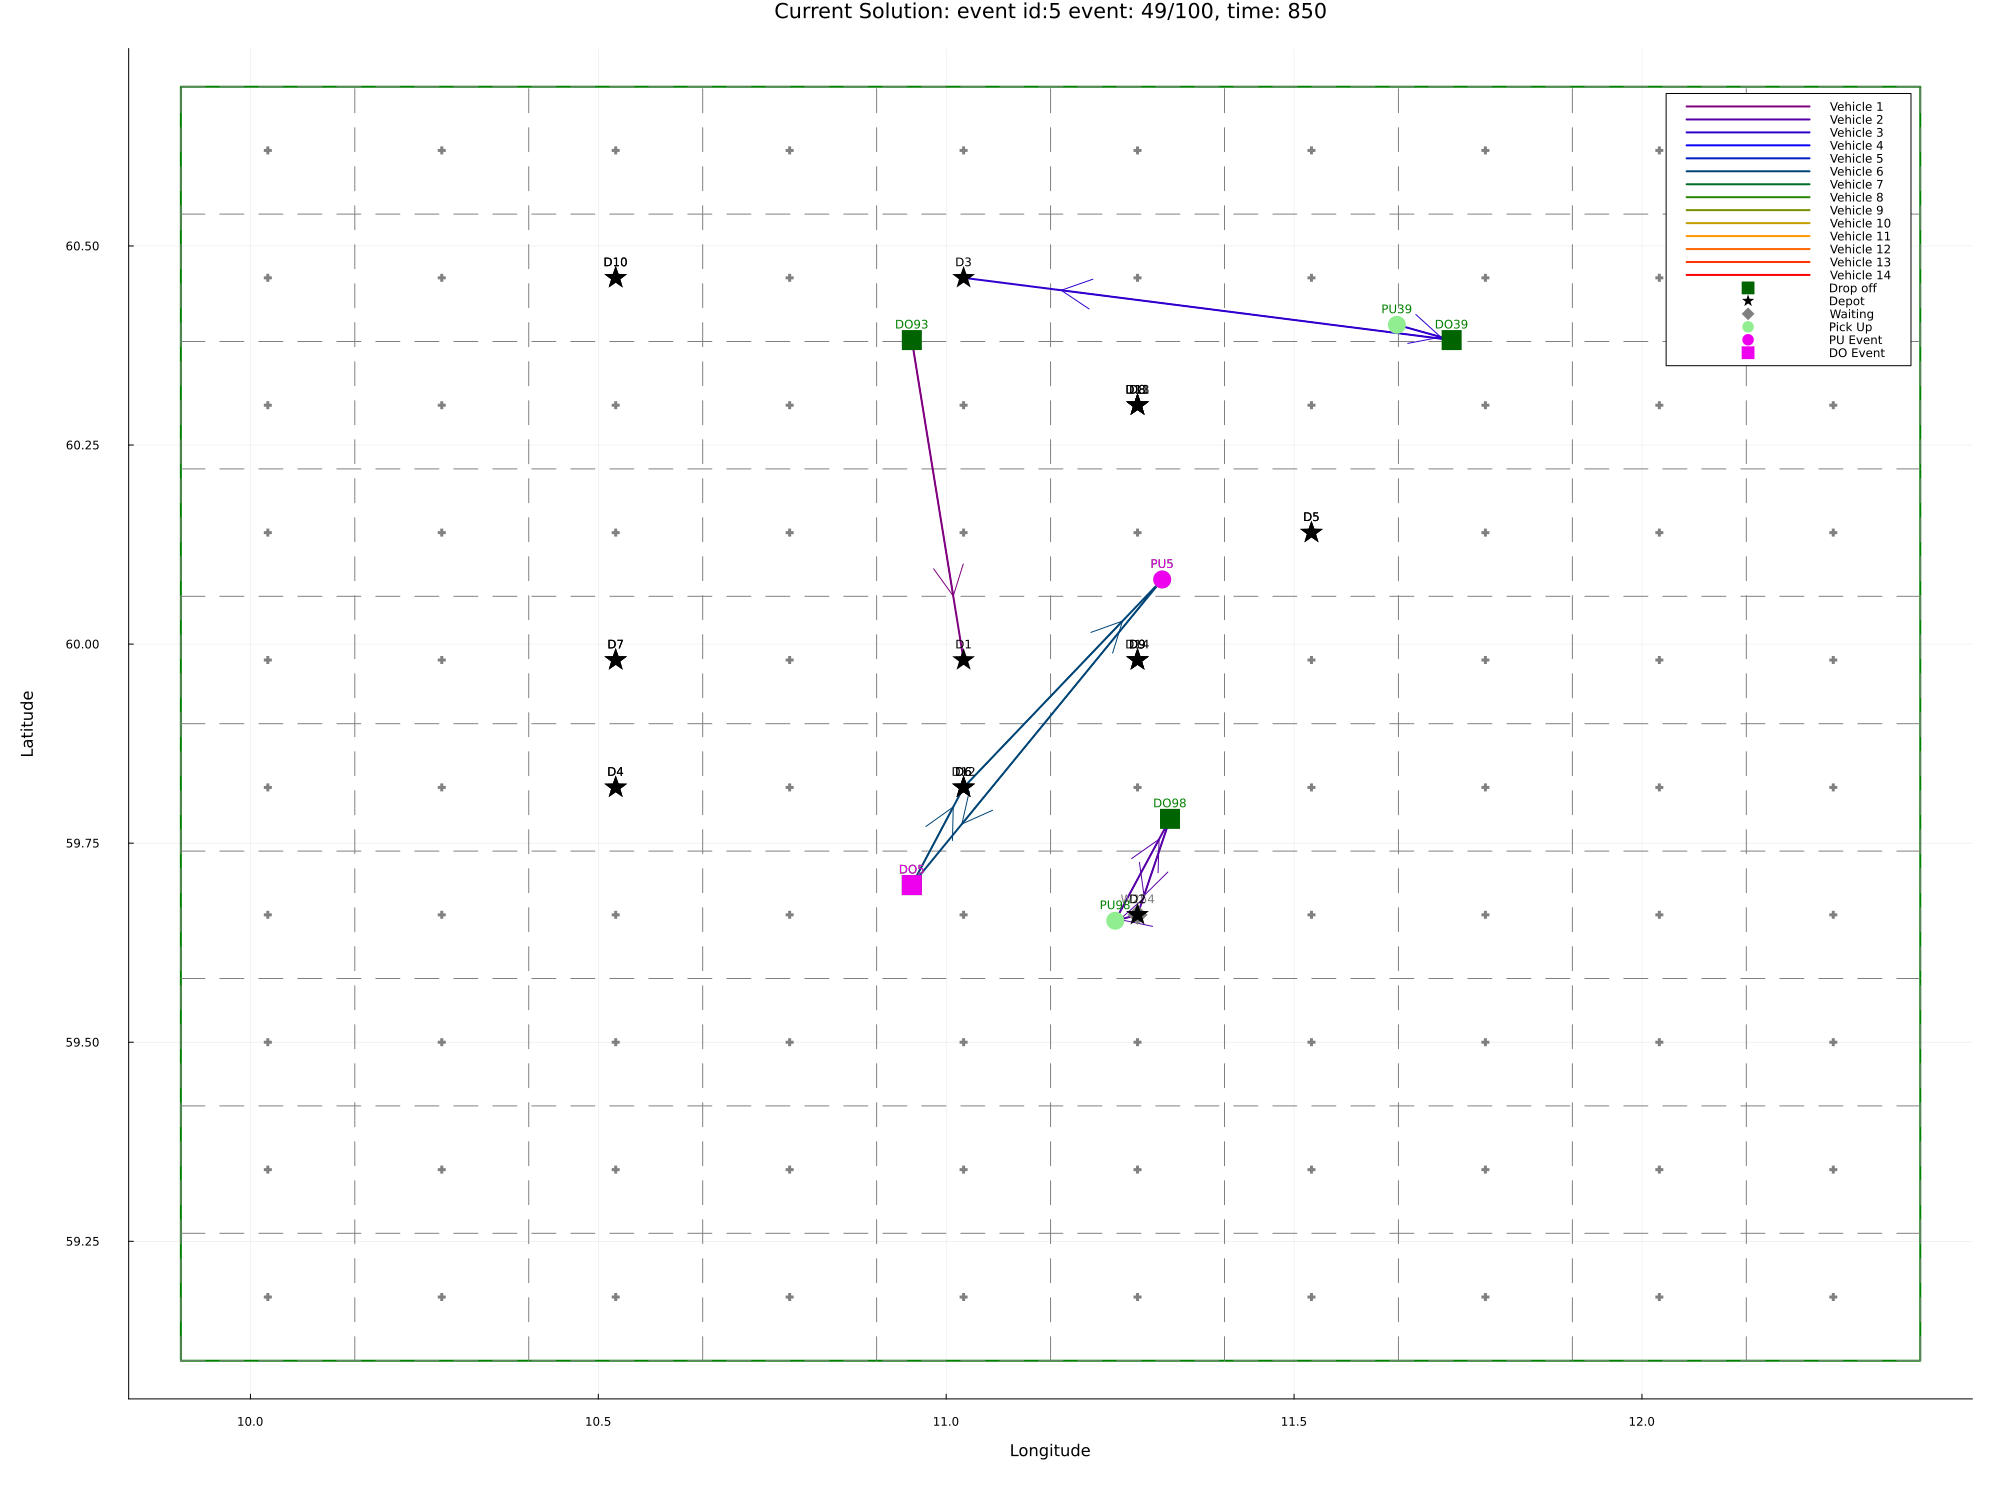 Current Solution: event id:5 event: 49/100, time: 850
Vehicle 1
Vehicle 2
Vehicle 3
Vehicle 4
Vehicle 5
Vehicle 6
Vehicle 7
Vehicle 8
Vehicle 9
Vehicle 10
Vehicle 11
Vehicle 12
Vehicle 13
Vehicle 14
Drop off
Depot
Waiting
Pick Up
PU Event
DO Event
60.50
60.25
60.00
59.75
59.50
59.25
Latitude
D10
D3
DO93
PU39
DO39
D5
PU5
D7
D1
D4
DO98
PU98
D2
10.0
10.5
11.0
11.5
12.0
Longitude